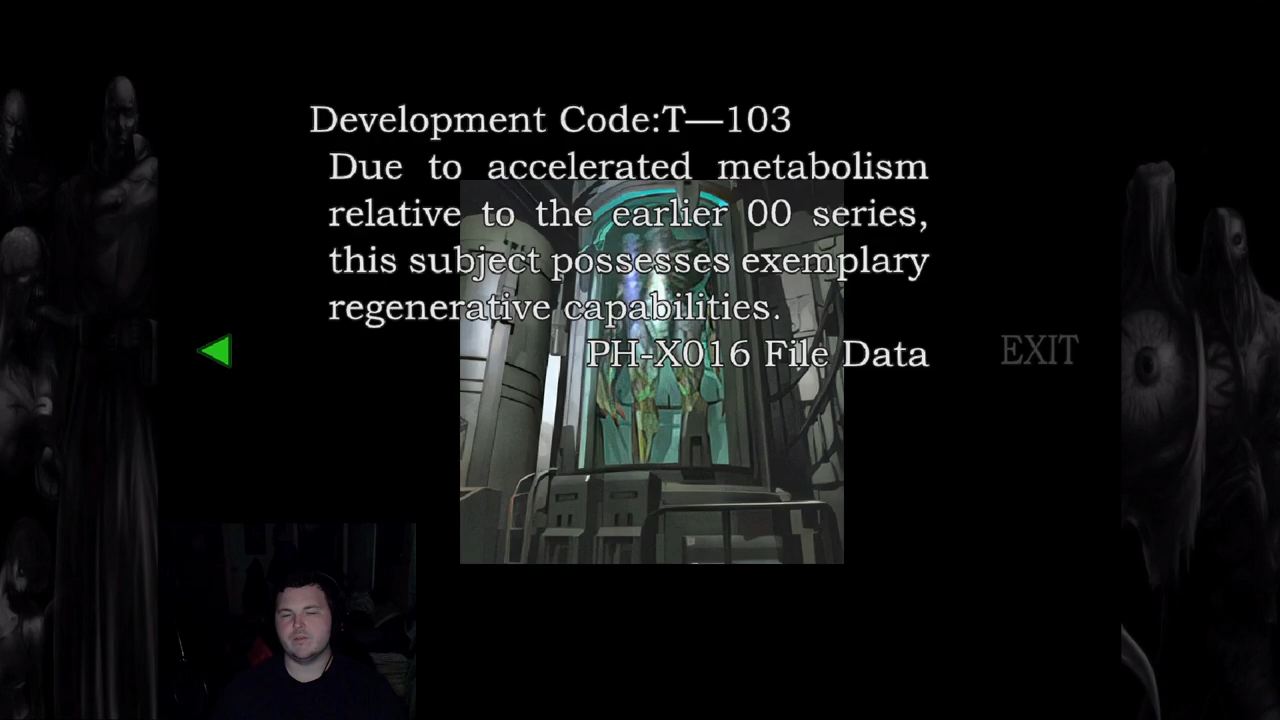 Development Code:T—103
Due to accelerated metabolism
relative to the earlier 00 series,
this subject possesses exemplary
regenerative capabilities.
PH-X016 File Data
EXIT